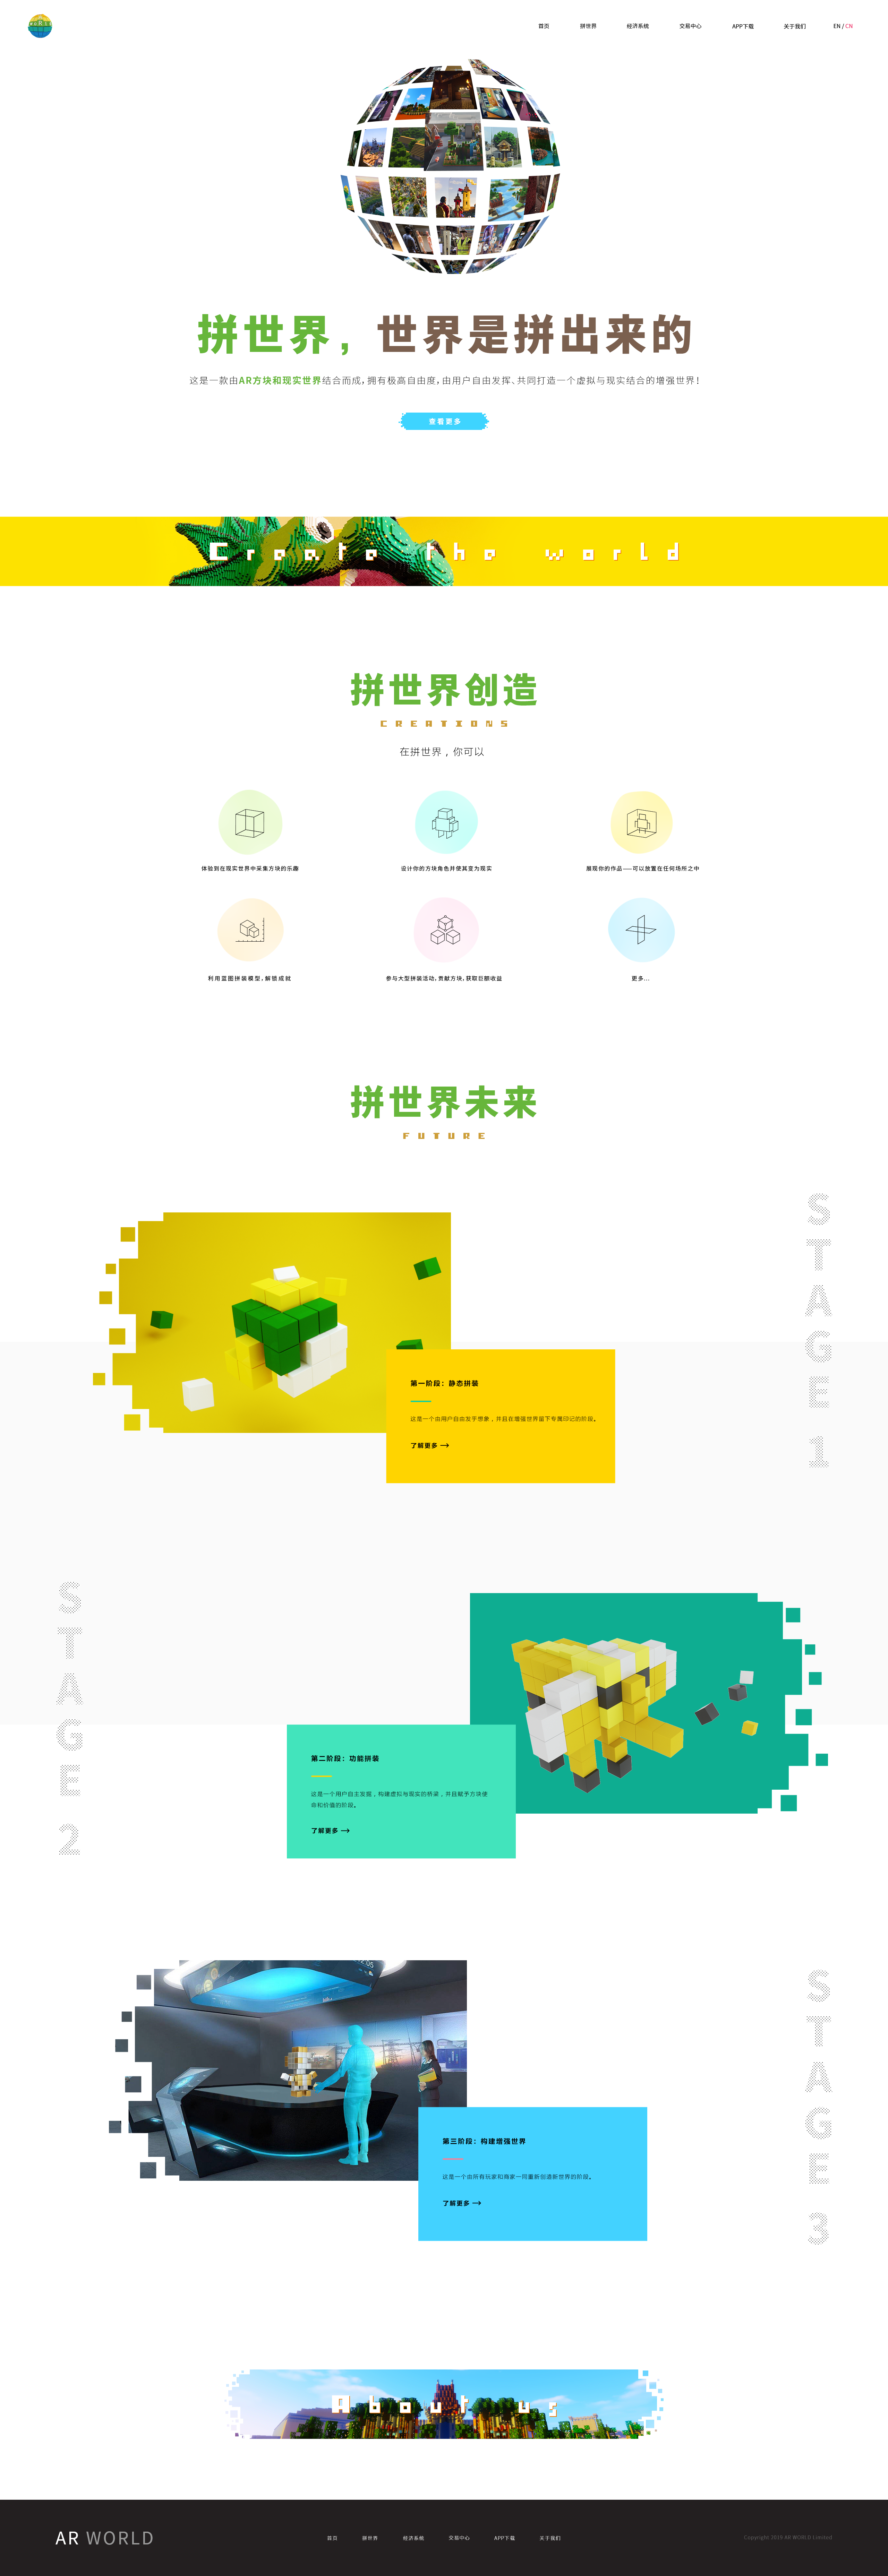 首页 拼世界 经济系统 交易中心 APP下载 关于我们 EN / CN
拼世界，世界是拼出来的
这是一款由AR方块和现实世界结合而成，拥有极高自由度，由用户自由发挥、共同打造一个虚拟与现实结合的增强世界！
查看更多
Create the world
拼世界创造
CREATIONS
在拼世界，你可以
体验到在现实世界中采集方块的乐趣
设计你的方块角色并使其变为现实
展现你的作品——可以放置在任何场所之中
利用蓝图拼装模型，解锁成就
参与大型拼装活动，贡献方块，获取巨额收益
更多...
拼世界未来
FUTURE
STAGE 1
第一阶段：静态拼装
这是一个由用户自由发于想象，并且在增强世界留下专属印记的阶段。
了解更多
STAGE 2
第二阶段：功能拼装
这是一个用户自主发掘，构建虚拟与现实的桥梁，并且赋予方块使
命和价值的阶段。
了解更多
STAGE 3
第三阶段：构建增强世界
这是一个由所有玩家和商家一同重新创造新世界的阶段。
了解更多
About us
AR WORLD
首页 拼世界 经济系统 交易中心 APP下载 关于我们
Copyright 2019 AR WORLD Limited